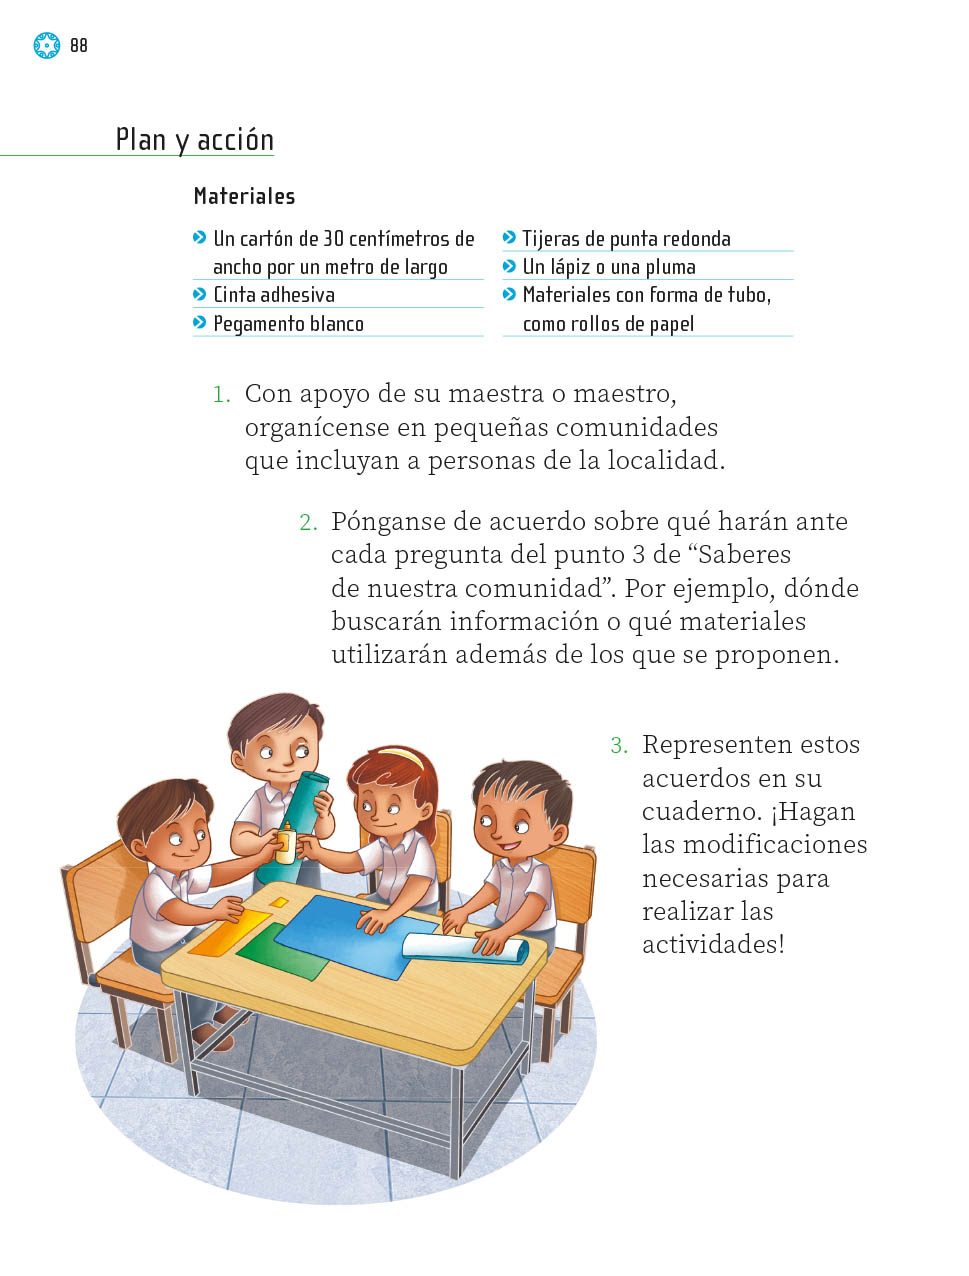 88
Plan y acción
Materiales
Un cartón de 30 centímetros de
ancho por un metro de largo
Cinta adhesiva
Pegamento blanco
Tijeras de punta redonda
Un lápiz o una pluma
Materiales con forma de tubo,
como rollos de papel
1. Con apoyo de su maestra o maestro,
organícense en pequeñas comunidades
que incluyan a personas de la localidad.
2. Pónganse de acuerdo sobre qué harán ante
cada pregunta del punto 3 de “Saberes
de nuestra comunidad”. Por ejemplo, dónde
buscarán información o qué materiales
utilizarán además de los que se proponen.
3. Representen estos
acuerdos en su
cuaderno. ¡Hagan
las modificaciones
necesarias para
realizar las
actividades!